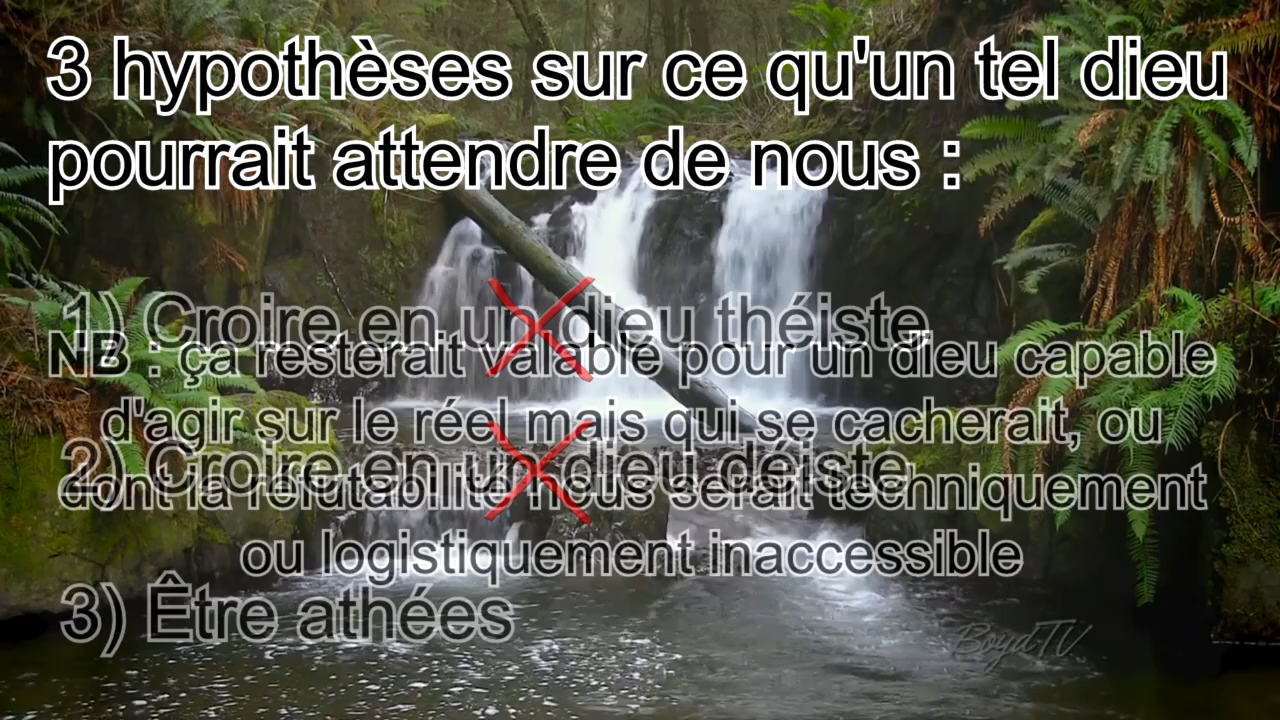 3 hypothèses sur ce qu'un tel dieu
pourrait attendre de nous :
1) Croire en un dieu théiste,
NB : ça resterait valable pour un dieu capable
d'agir sur le réel mais qui se cacherait, ou
2) Croire en un dieu déiste
dont la réfutabilité nous serait techniquement
ou logistiquement inaccessible
3) Être athées
BoydTV